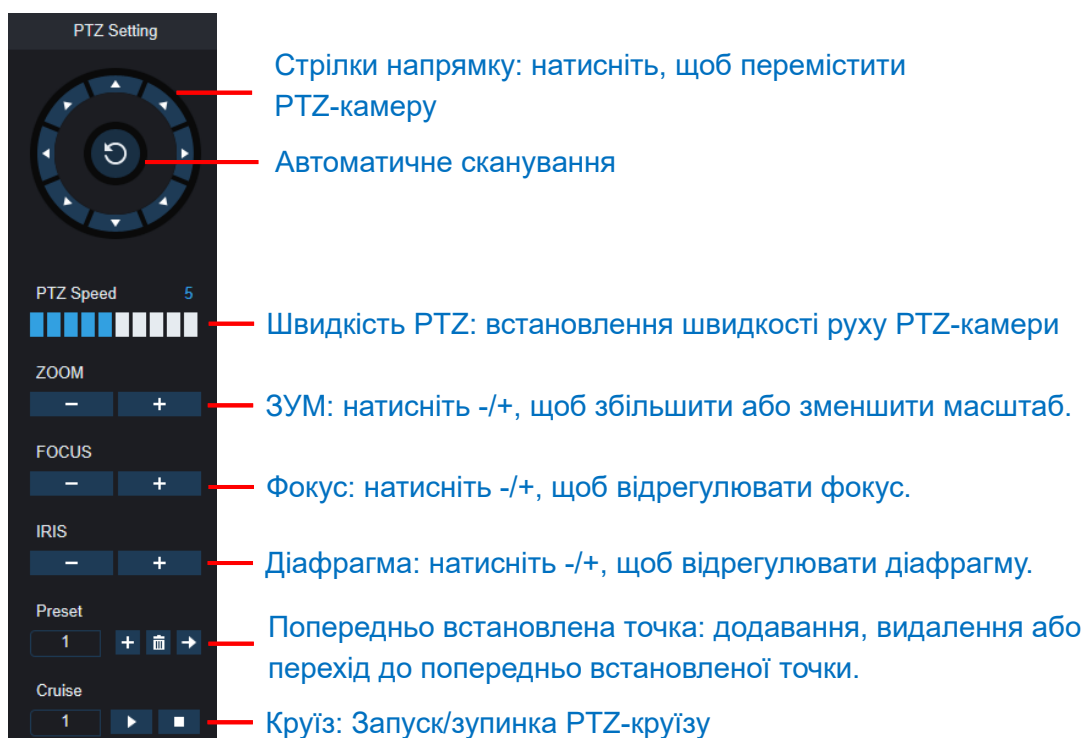 PTZ Setting
Стрілки напрямку: натисніть, щоб перемістити
PTZ-камеру
Автоматичне сканування
PTZ Speed 5
Швидкість PTZ: встановлення швидкості руху PTZ-камери
ZOOM
− +
ЗУМ: натисніть -/+, щоб збільшити або зменшити масштаб.
FOCUS
− +
Фокус: натисніть -/+, щоб відрегулювати фокус.
IRIS
− +
Діафрагма: натисніть -/+, щоб відрегулювати діафрагму.
Preset
1 +
Попередньо встановлена точка: додавання, видалення або
перехід до попередньо встановленої точки.
Cruise
1
Круїз: Запуск/зупинка PTZ-круїзу